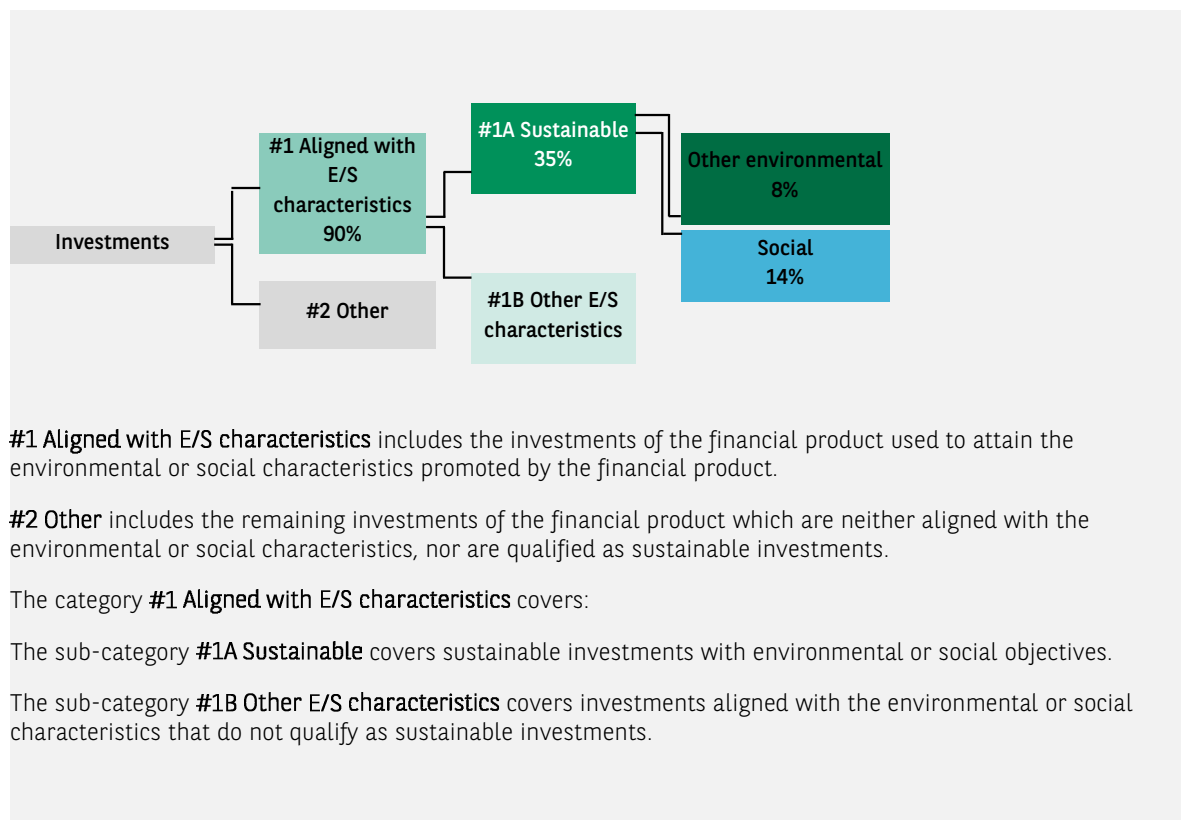 #1A Sustainable
35%
#1 Aligned with
E/S
characteristics
90%
Other environmental
8%
Investments
Social
14%
#2 Other
#1B Other E/S
characteristics
#1 Aligned with E/S characteristics includes the investments of the financial product used to attain the
environmental or social characteristics promoted by the financial product.
#2 Other includes the remaining investments of the financial product which are neither aligned with the
environmental or social characteristics, nor are qualified as sustainable investments.
The category #1 Aligned with E/S characteristics covers:
The sub-category #1A Sustainable covers sustainable investments with environmental or social objectives.
The sub-category #1B Other E/S characteristics covers investments aligned with the environmental or social
characteristics that do not qualify as sustainable investments.